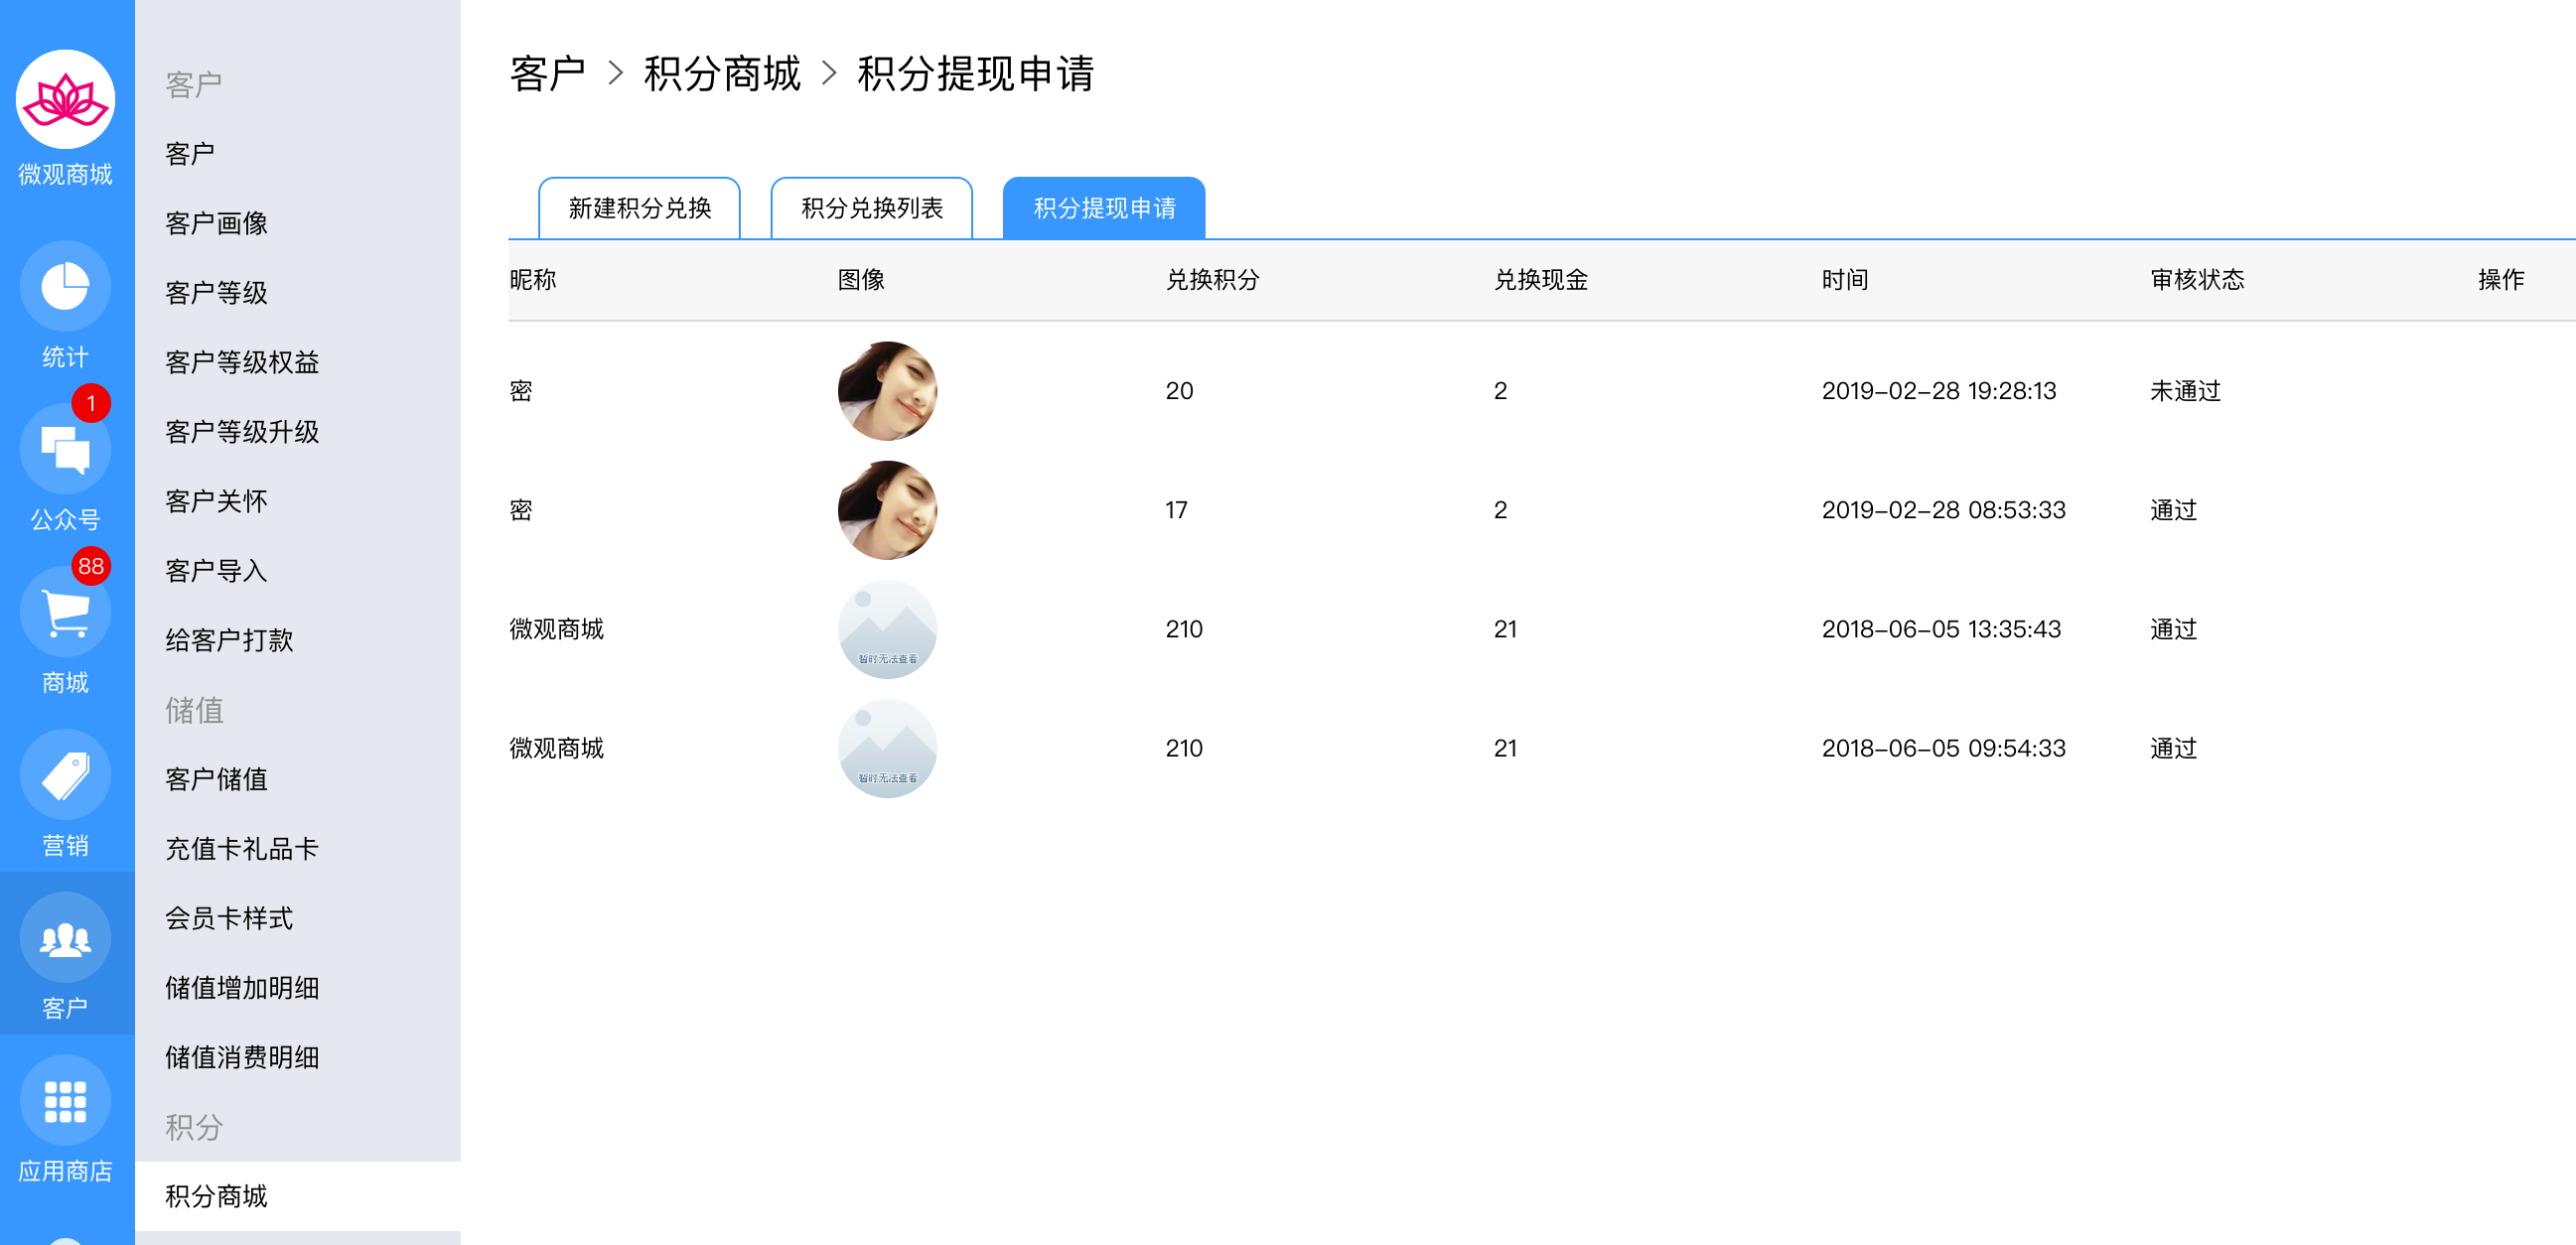 微观商城
统计
1
公众号
88
商城
营销
客户
应用商店
客户
客户
客户画像
客户等级
客户等级权益
客户等级升级
客户关怀
客户导入
给客户打款
储值
客户储值
充值卡礼品卡
会员卡样式
储值增加明细
储值消费明细
积分
积分商城
客户 > 积分商城 > 积分提现申请
新建积分兑换 积分兑换列表 积分提现申请
昵称 图像 兑换积分 兑换现金 时间 审核状态 操作
密 20 2 2019-02-28 19:28:13 未通过
密 17 2 2019-02-28 08:53:33 通过
微观商城 暂时无法查看 210 21 2018-06-05 13:35:43 通过
微观商城 暂时无法查看 210 21 2018-06-05 09:54:33 通过